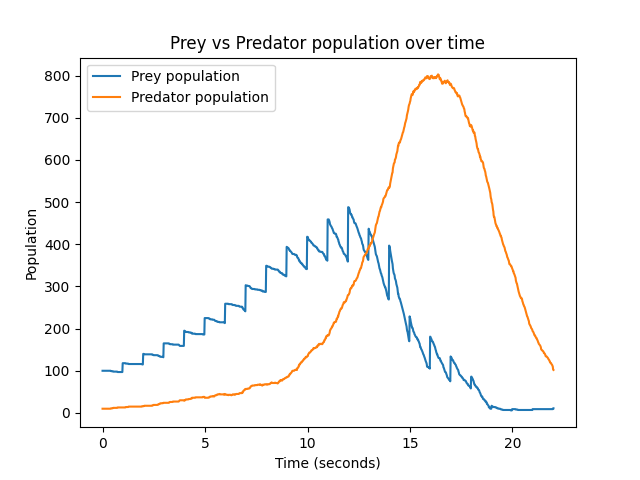 Prey vs Predator population over time
Prey population
Predator population
800
700
600
500
400
300
200
100
0
Population
0 5 10 15 20
Time (seconds)